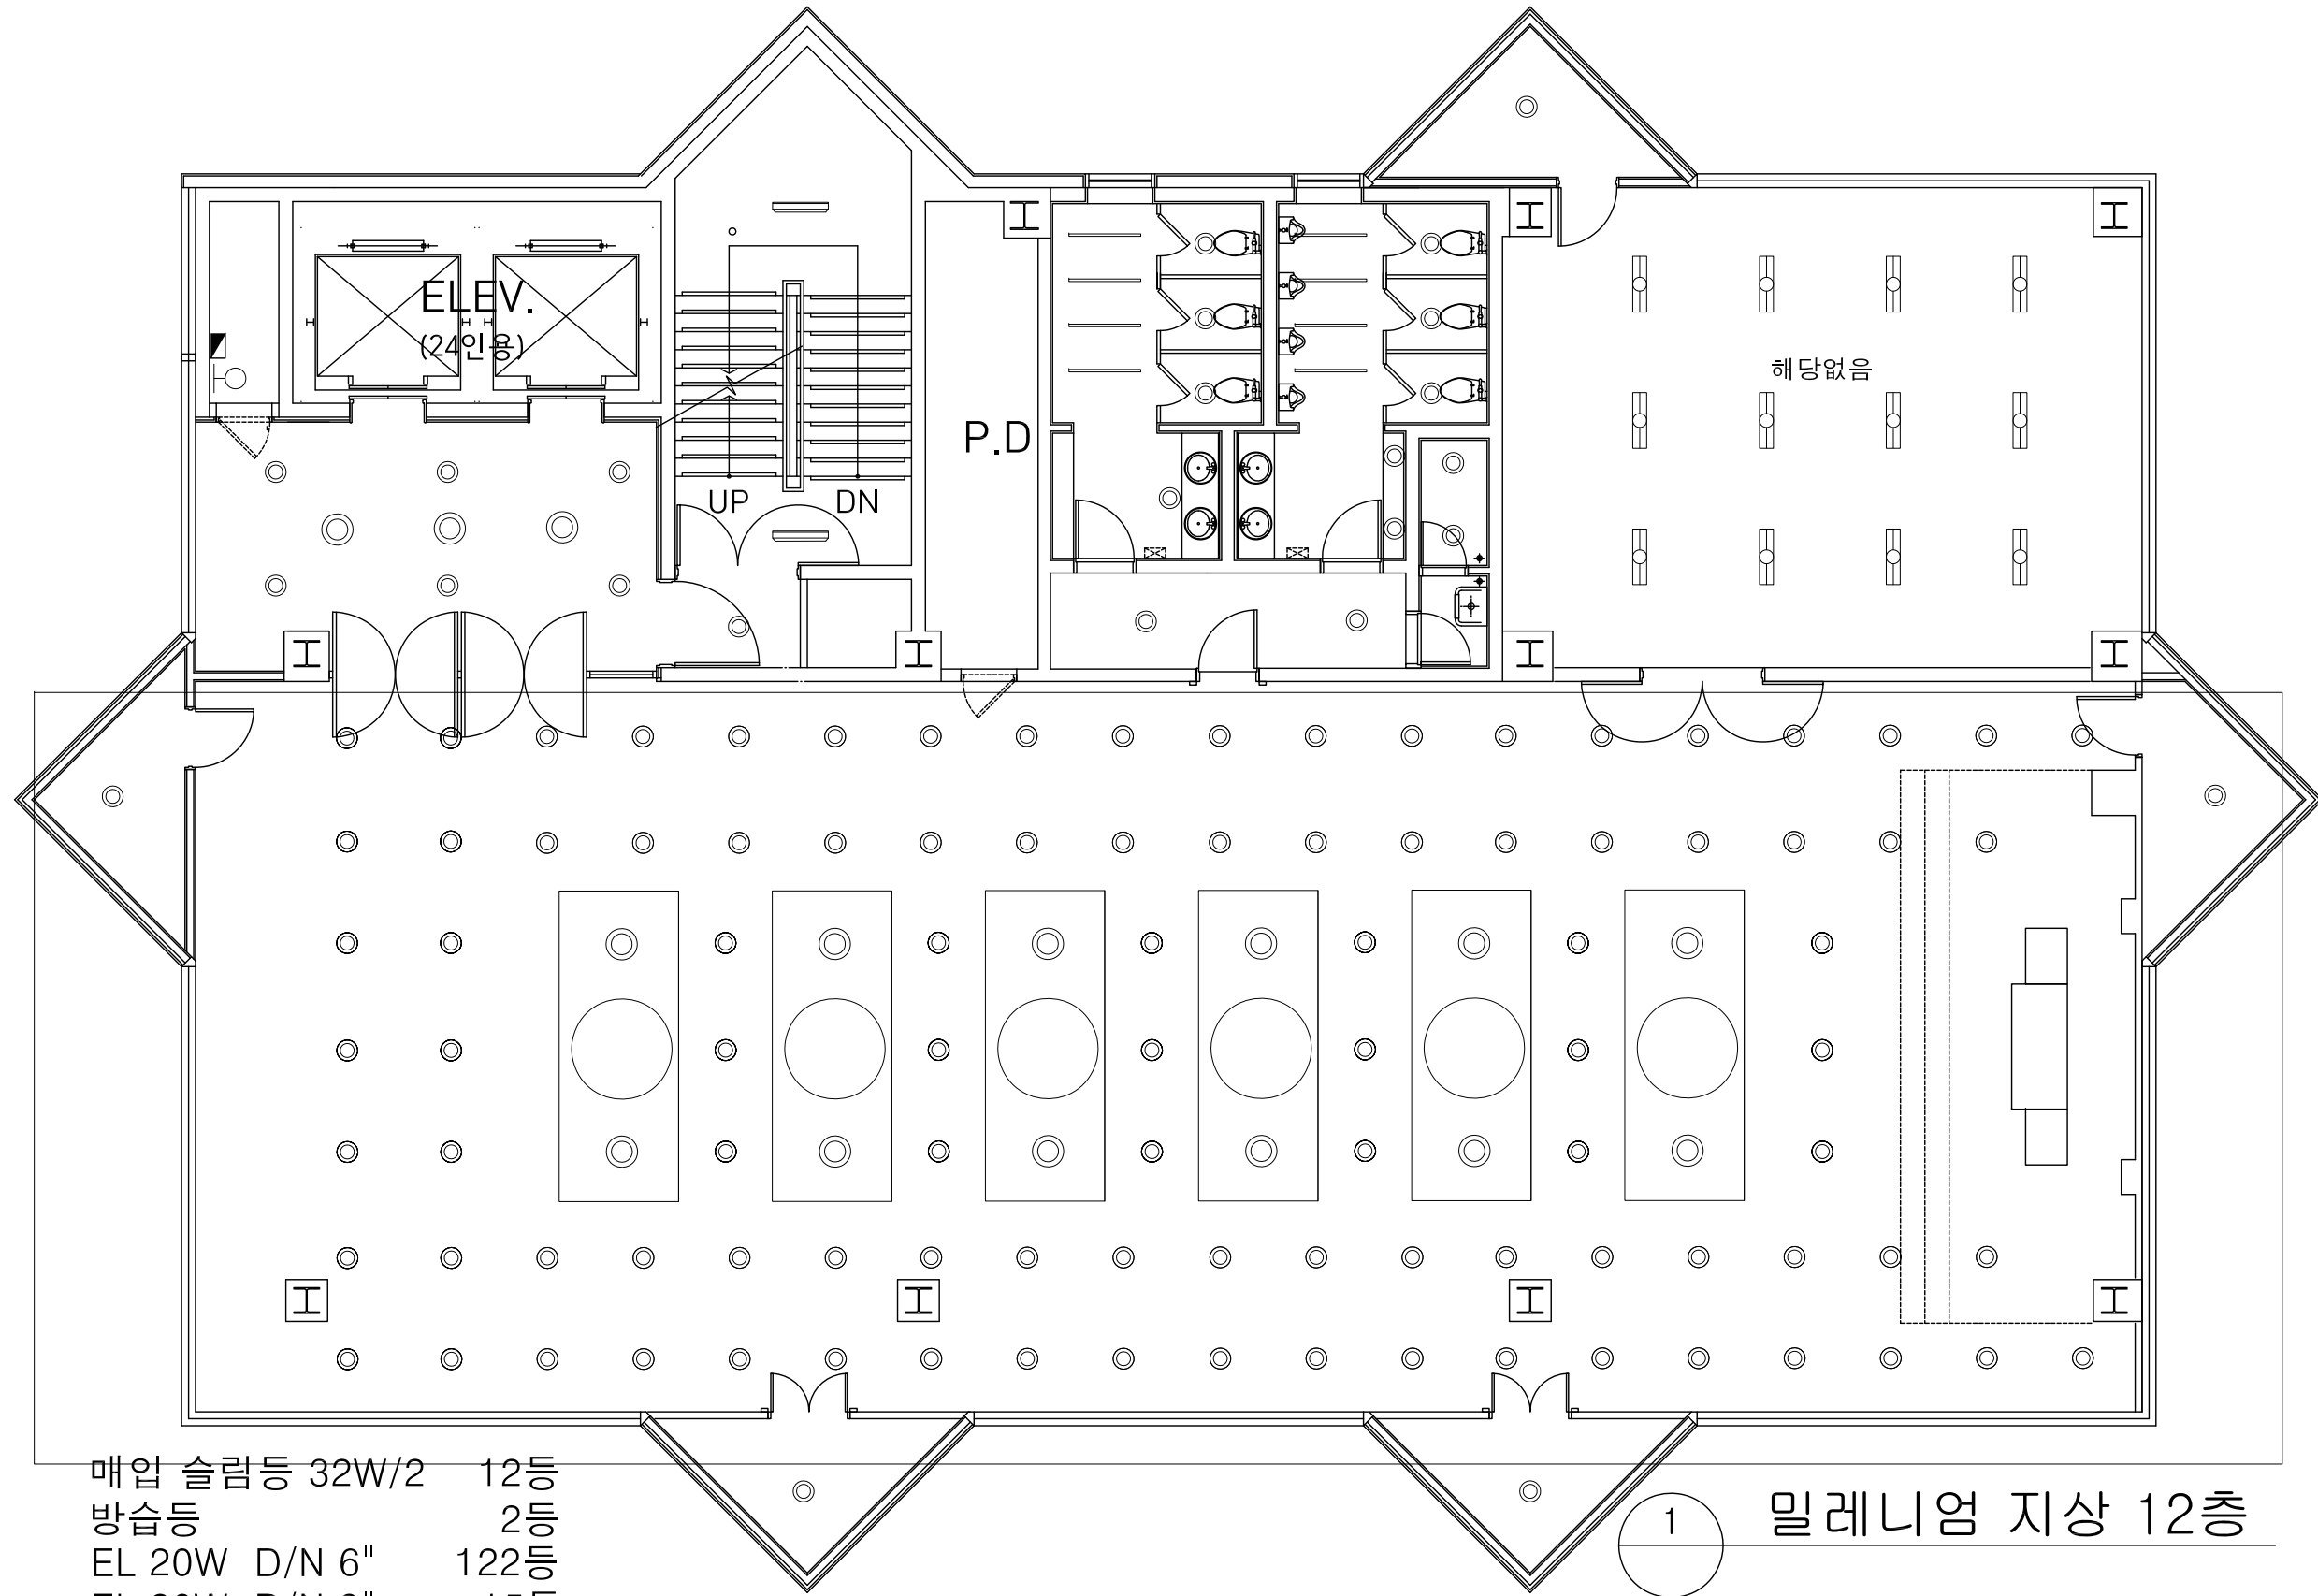 ELEV.
(24인용)
해당없음
P.D
UP
DN
매입 슬림등 32W/2 12등
방습등 2등
EL 20W D/N 6" 122등
1
밀레니엄 지상 12층